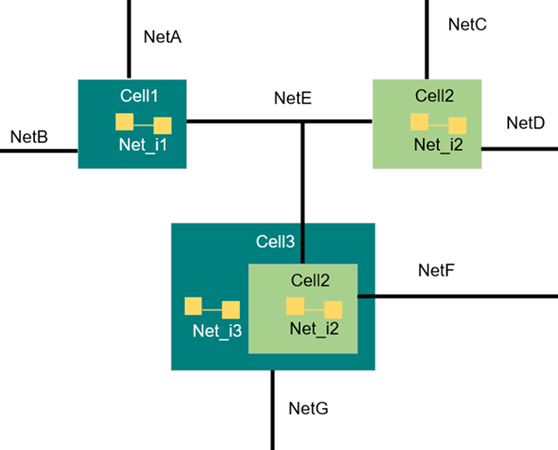 NetA
NetC
Cell1
Net_i1
NetE
Cell2
Net_i2
NetB
NetD
Cell3
Cell2
Net_i2
Net_i3
NetF
NetG